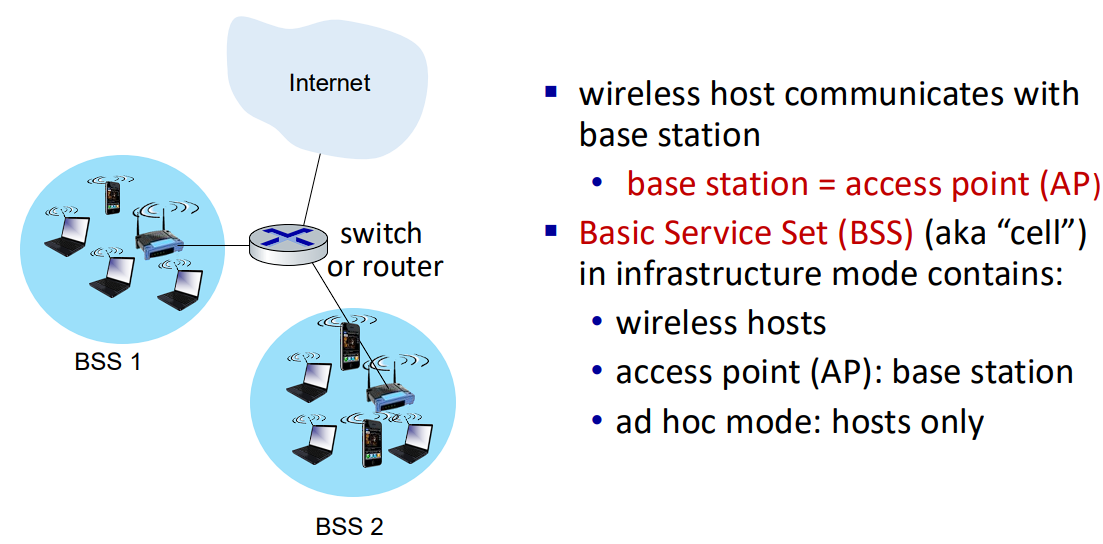 Internet
switch
or router
BSS 1
BSS 2
▪ wireless host communicates with
base station
• base station = access point (AP)
▪ Basic Service Set (BSS) (aka “cell”)
in infrastructure mode contains:
• wireless hosts
• access point (AP): base station
• ad hoc mode: hosts only